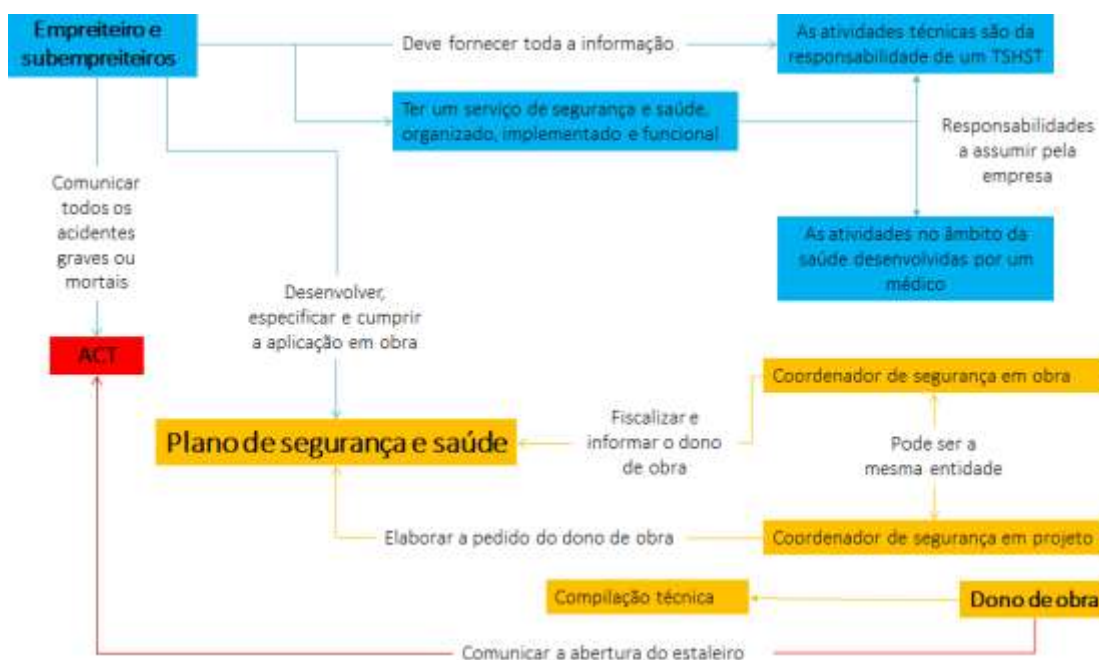 Empreiteiro e
subempreiteiros
Deve fornecer toda a informação
As atividades técnicas são da
responsabilidade de um TSHST
Ter um serviço de segurança e saúde,
organizado, implementado e funcional
Responsabilidades
a assumir pela
empresa
Comunicar
todos os
acidentes
graves ou
mortais
As atividades no âmbito da
saúde desenvolvidas por um
médico
Desenvolver,
especificar e cumprir
a aplicação em obra
ACT
Coordenador de segurança em obra
Plano de segurança e saúde
Fiscalizar e
informar o dono
de obra
Pode ser a
mesma entidade
Elaborar a pedido do dono de obra
Coordenador de segurança em projeto
Compilação técnica
Dono de obra
Comunicar a abertura do estaleiro